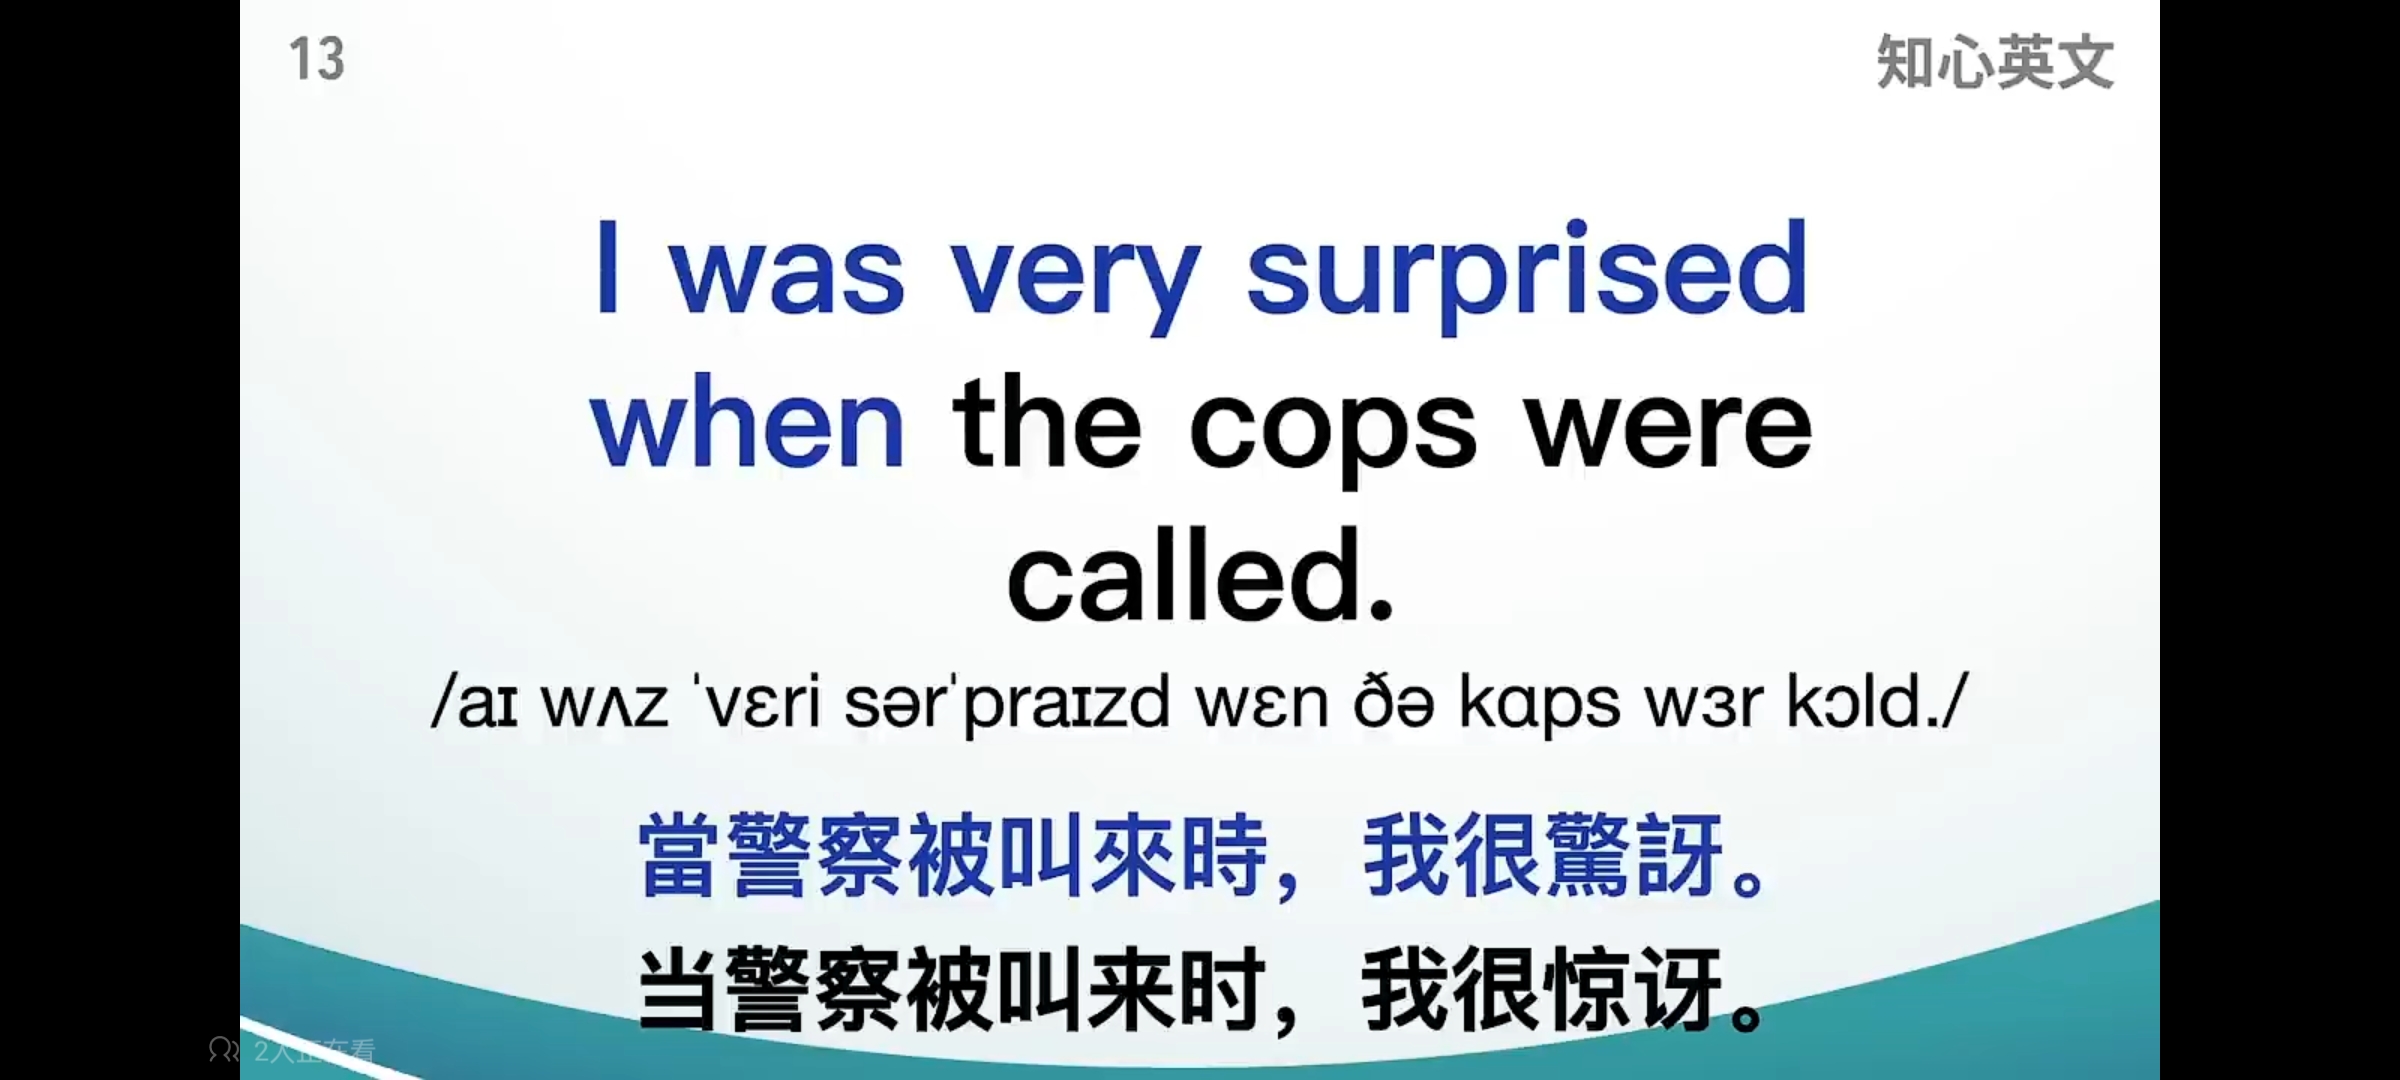 13
知心英文
I was very surprised
when the cops were
called.
/aɪ wʌz ˈvɛri sərˈpraɪzd wɛn ðə kɑps wɜr kɔld./
當警察被叫來時，我很驚訝。
当警察被叫来时，我很惊讶。
2人正在看